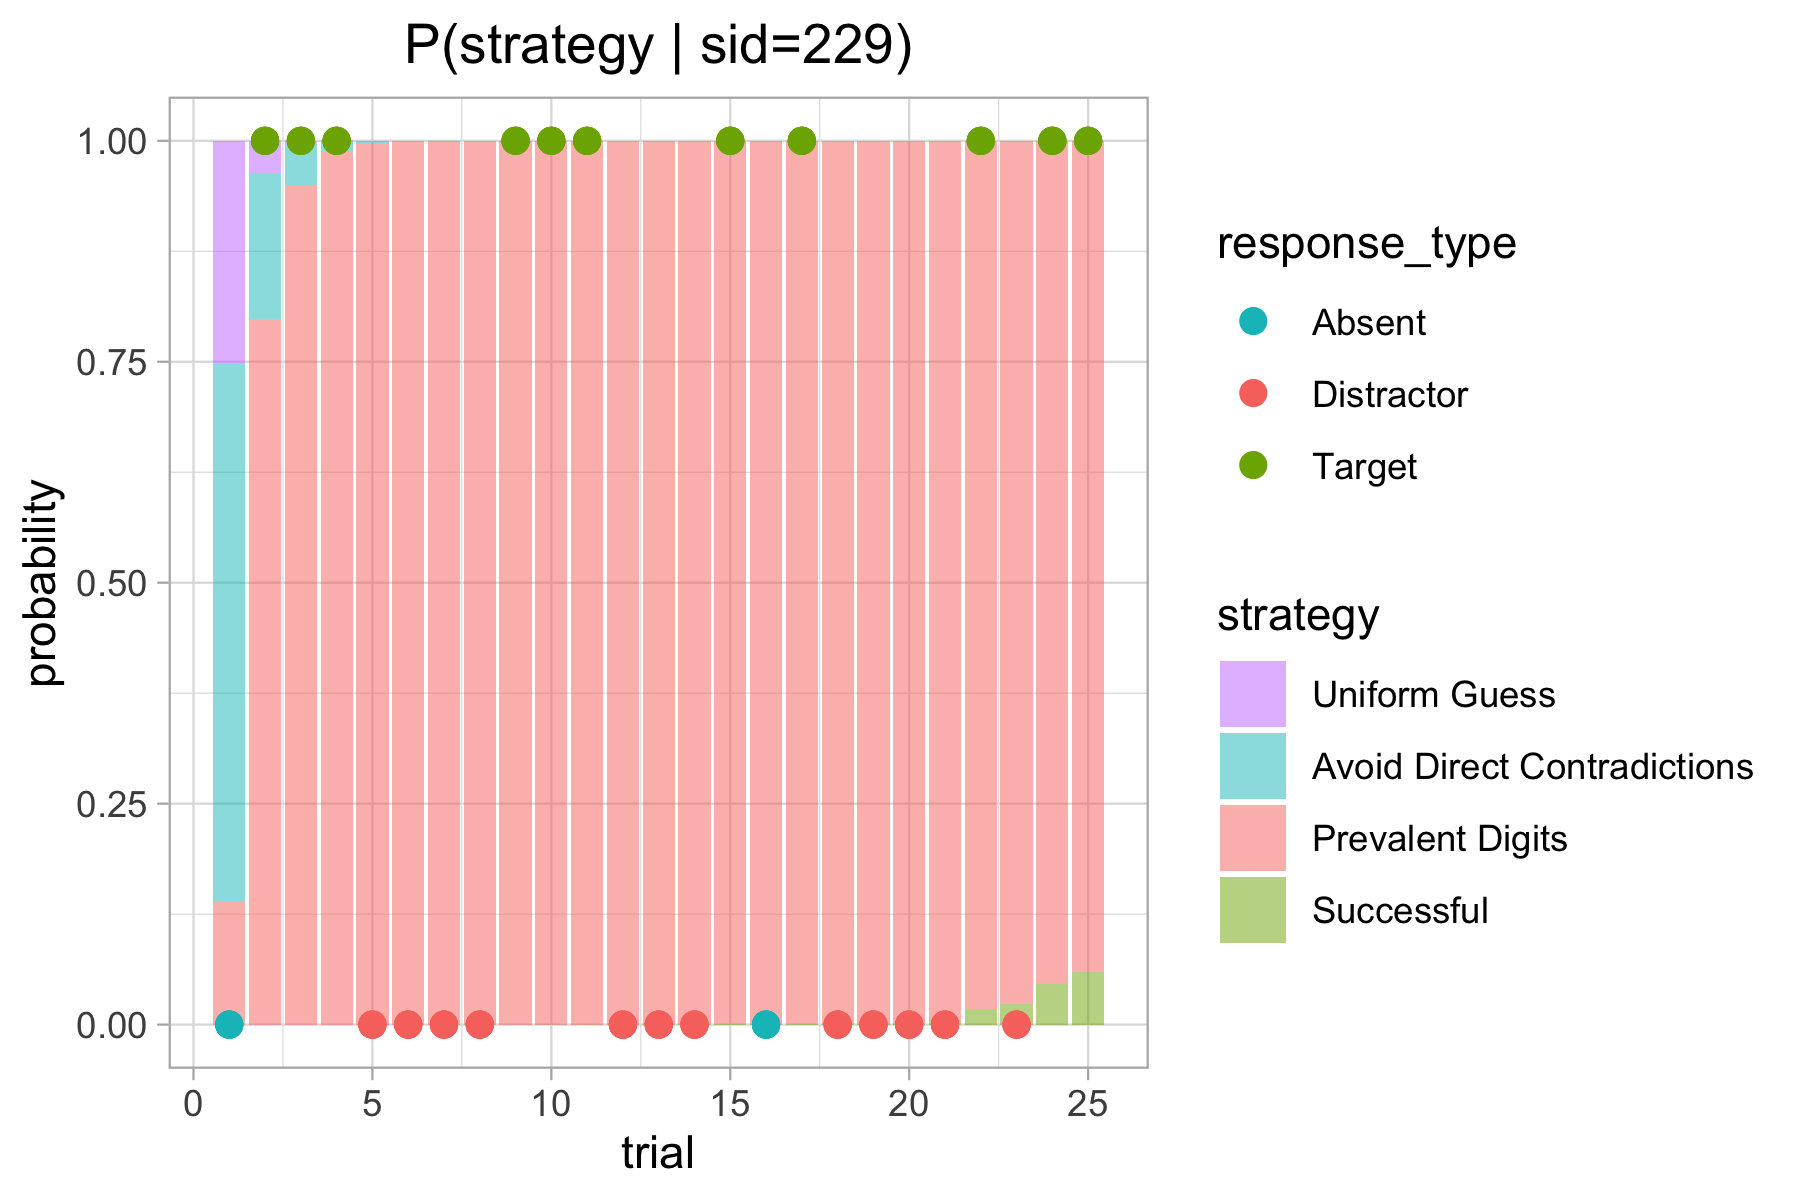 P(strategy | sid=229)
1.00
0.75
0.50
0.25
0.00
probability
0 5 10 15 20 25
trial
response_type
Absent
Distractor
Target
strategy
Uniform Guess
Avoid Direct Contradictions
Prevalent Digits
Successful